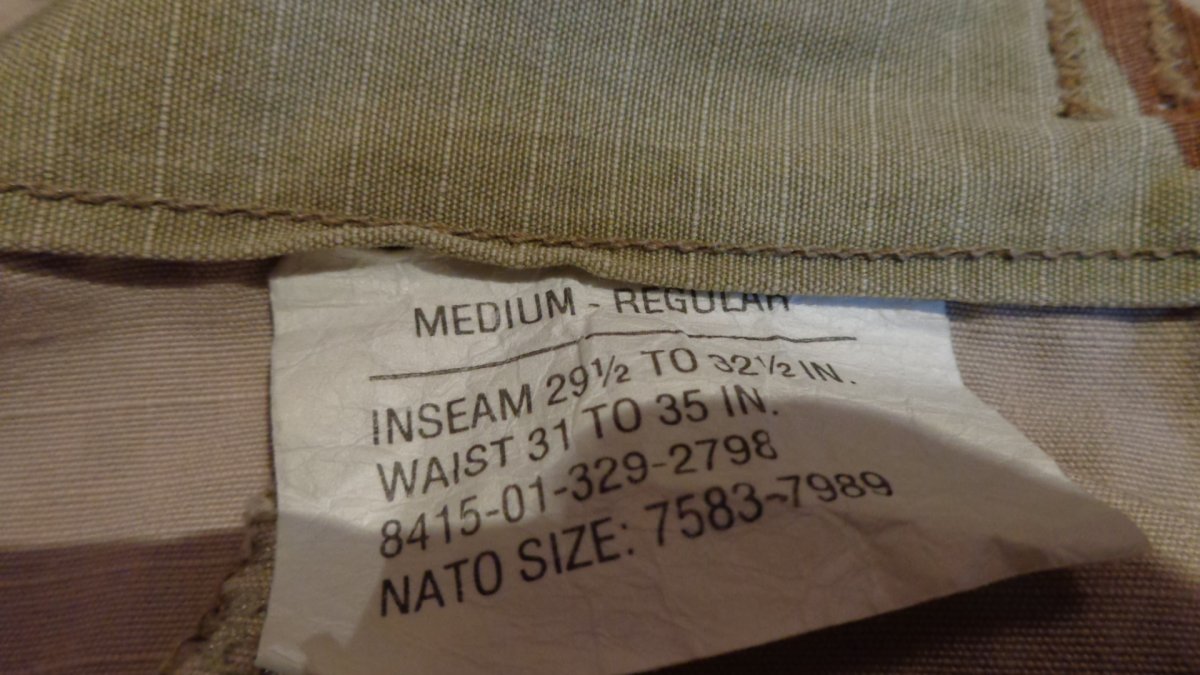 MEDIUM - REGULAR
INSEAM 29½ TO 32½ IN.
WAIST 31 TO 35 IN.
8415-01-329-2798
NATO SIZE: 7583-7989